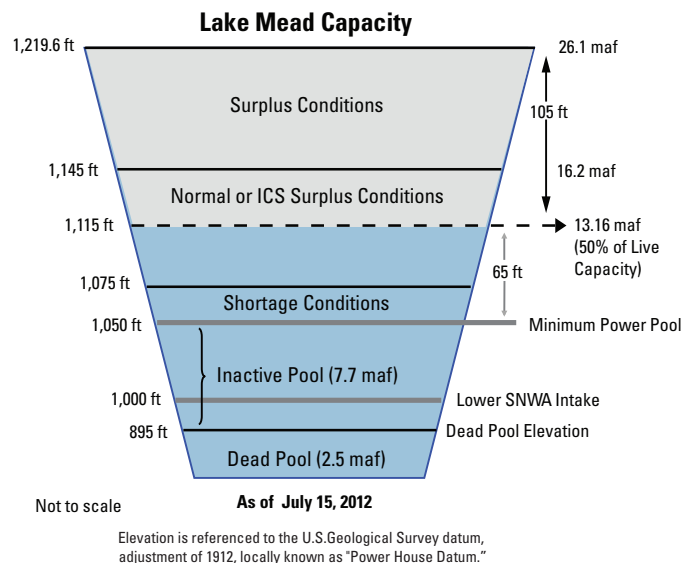 Lake Mead Capacity
1,219.6 ft
26.1 maf
Surplus Conditions
105 ft
1,145 ft
16.2 maf
Normal or ICS Surplus Conditions
1,115 ft
13.16 maf
(50% of Live
Capacity)
65 ft
1,075 ft
Shortage Conditions
1,050 ft
Minimum Power Pool
Inactive Pool (7.7 maf)
1,000 ft
Lower SNWA Intake
895 ft
Dead Pool Elevation
Dead Pool (2.5 maf)
Not to scale
As of July 15, 2012
Elevation is referenced to the U.S.Geological Survey datum,
adjustment of 1912, locally known as "Power House Datum."